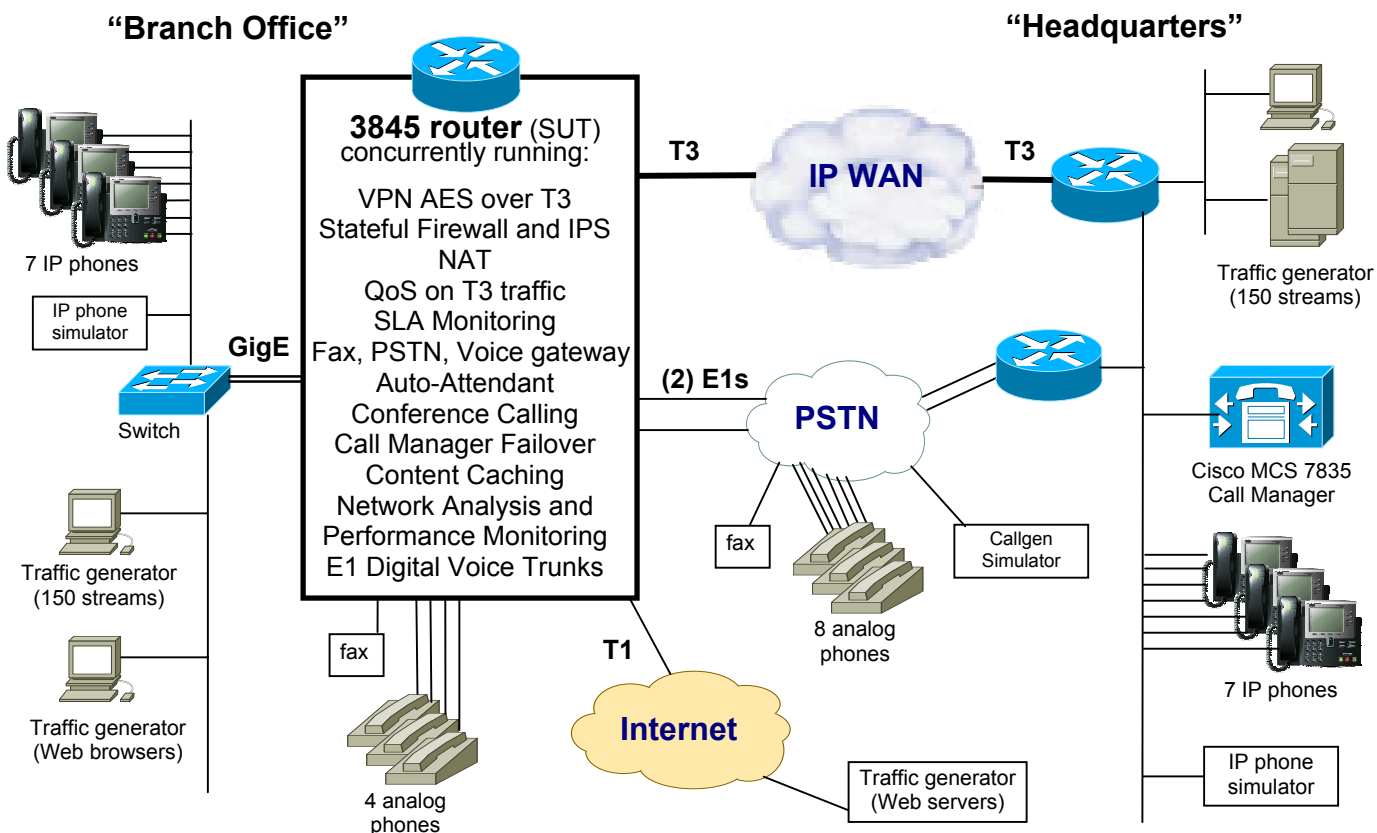 “Branch Office”
“Headquarters”
3845 router (SUT)
concurrently running:
VPN AES over T3
Stateful Firewall and IPS
NAT
QoS on T3 traffic
SLA Monitoring
Fax, PSTN, Voice gateway
Auto-Attendant
Conference Calling
Call Manager Failover
Content Caching
Network Analysis and
Performance Monitoring
E1 Digital Voice Trunks
7 IP phones
IP phone
simulator
GigE
Switch
Traffic generator
(150 streams)
Traffic generator
(Web browsers)
fax
4 analog
phones
T3
IP WAN
T3
(2) E1s
PSTN
fax
8 analog
phones
Callgen
Simulator
T1
Internet
Traffic generator
(Web servers)
Traffic generator
(150 streams)
Cisco MCS 7835
Call Manager
7 IP phones
IP phone
simulator